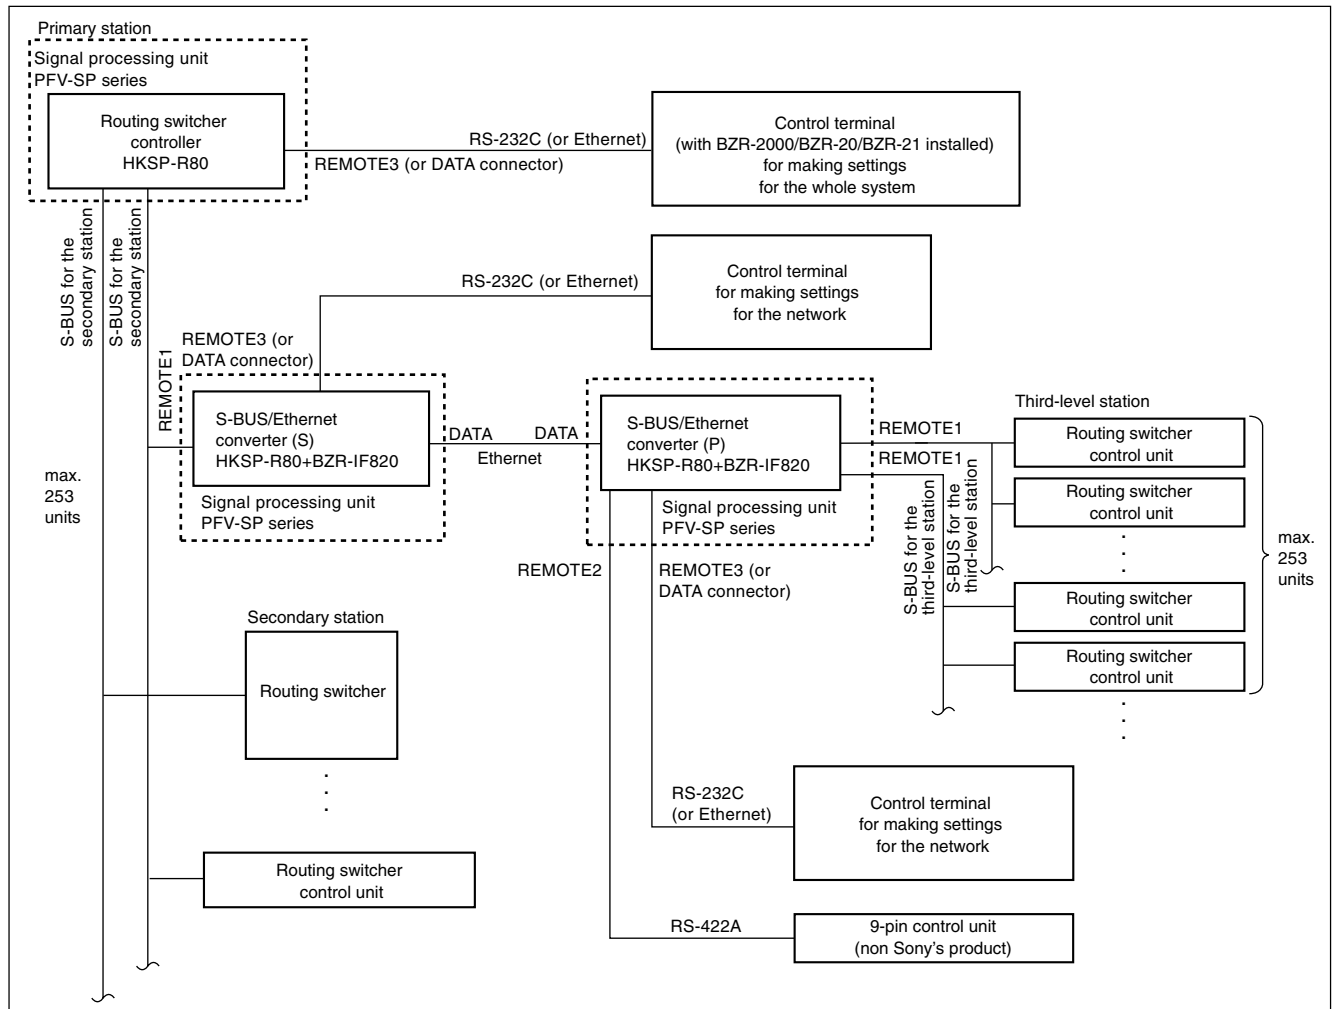 Primary station
Signal processing unit
PFV-SP series
Routing switcher
controller
HKSP-R80
RS-232C (or Ethernet)
REMOTE3 (or DATA connector)
Control terminal
(with BZR-2000/BZR-20/BZR-21 installed)
for making settings
for the whole system
S-BUS for the
secondary station
S-BUS for the
secondary station
RS-232C (or Ethernet)
Control terminal
for making settings
for the network
REMOTE1
REMOTE3 (or
DATA connector)
S-BUS/Ethernet
converter (S)
HKSP-R80+BZR-IF820
Signal processing unit
PFV-SP series
DATA
DATA
Ethernet
S-BUS/Ethernet
converter (P)
HKSP-R80+BZR-IF820
Signal processing unit
PFV-SP series
REMOTE1
REMOTE1
Third-level station
Routing switcher
control unit
Routing switcher
control unit
Routing switcher
control unit
Routing switcher
control unit
max.
253
units
S-BUS for the
third-level station
S-BUS for the
third-level station
max.
253
units
REMOTE2
REMOTE3 (or
DATA connector)
Secondary station
Routing switcher
Routing switcher
control unit
RS-232C
(or Ethernet)
Control terminal
for making settings
for the network
RS-422A
9-pin control unit
(non Sony's product)